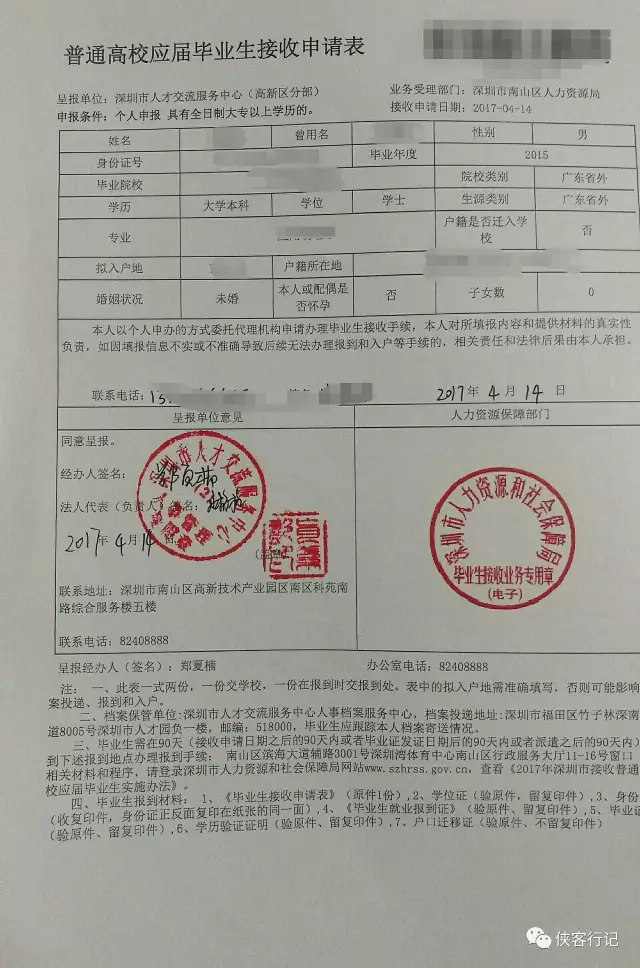 普通高校应届毕业生接收申请表
呈报单位：深圳市人才交流服务中心（高新区分部）
业务受理部门：深圳市南山区人力资源局
申报条件：个人申报 具有全日制大专以上学历的。
接收申请日期：2017-04-14
姓名 曾用名 性别 男
身份证号 毕业年度 2015
毕业院校 院校类别 广东省外
学历 大学本科 学位 学士 生源类别 广东省外
专业 户籍是否迁入学校 否
拟入户地 户籍所在地
婚姻状况 未婚 本人或配偶是否怀孕 否 子女数 0
本人以个人申办的方式委托代理机构申请办理毕业生接收手续，本人对所填报内容和提供材料的真实性
负责，如因填报信息不实或不准确导致后续无法办理报到和入户等手续的，相关责任和法律后果由本人承担。
联系电话： 2017年 4月 14日
呈报单位意见 人力资源保障部门
同意呈报。
经办人签名：
法人代表（负责人）签名：
2017年 4月 14日
（盖章）
深圳市人才交流服务中心
深圳市人力资源和社会保障局
毕业生接收业务专用章
(电子)
联系地址：深圳市南山区高新技术产业园区南区科苑南
路综合服务楼五楼
联系电话：82408888
呈报经办人（签名）：郑夏楠 办公室电话：82408888
注： 一、此表一式两份，一份交学校，一份在报到时交报到处。表中的拟入户地需准确填写，否则可能影响
案投递、报到和入户。
二、档案保管单位:深圳市人才交流服务中心人事档案服务中心，档案投递地址:深圳市福田区竹子林深南
道8005号深圳人才园负一楼，邮编：518000，毕业生应跟踪本人档案寄送情况。
三、毕业生需在90天（接收申请日期之后的90天内或者毕业证发证日期后的90天内或者派遣之后的90天内）
到下述报到地点办理报到手续： 南山区滨海大道辅路3001号深圳湾体育中心南山区行政服务大厅11-16号窗口
相关材料和程序，请登录深圳市人力资源和社会保障局网站www.szhrss.gov.cn，查看《2017年深圳市接收普通
校应届毕业生实施办法》。
四、毕业生报到材料： 1、《毕业生接收申请表》（原件1份）,2、学位证（验原件，留复印件）,3、身份
(收复印件，身份证正反面复印在纸张的同一面）,4、《毕业生就业报到证》（验原件、留复印件）,5、毕业证
（验原件、留复印件）,6、学历验证证明（验原件、留复印件）,7、户口迁移证（验原件、不留复印件）
侠客行记